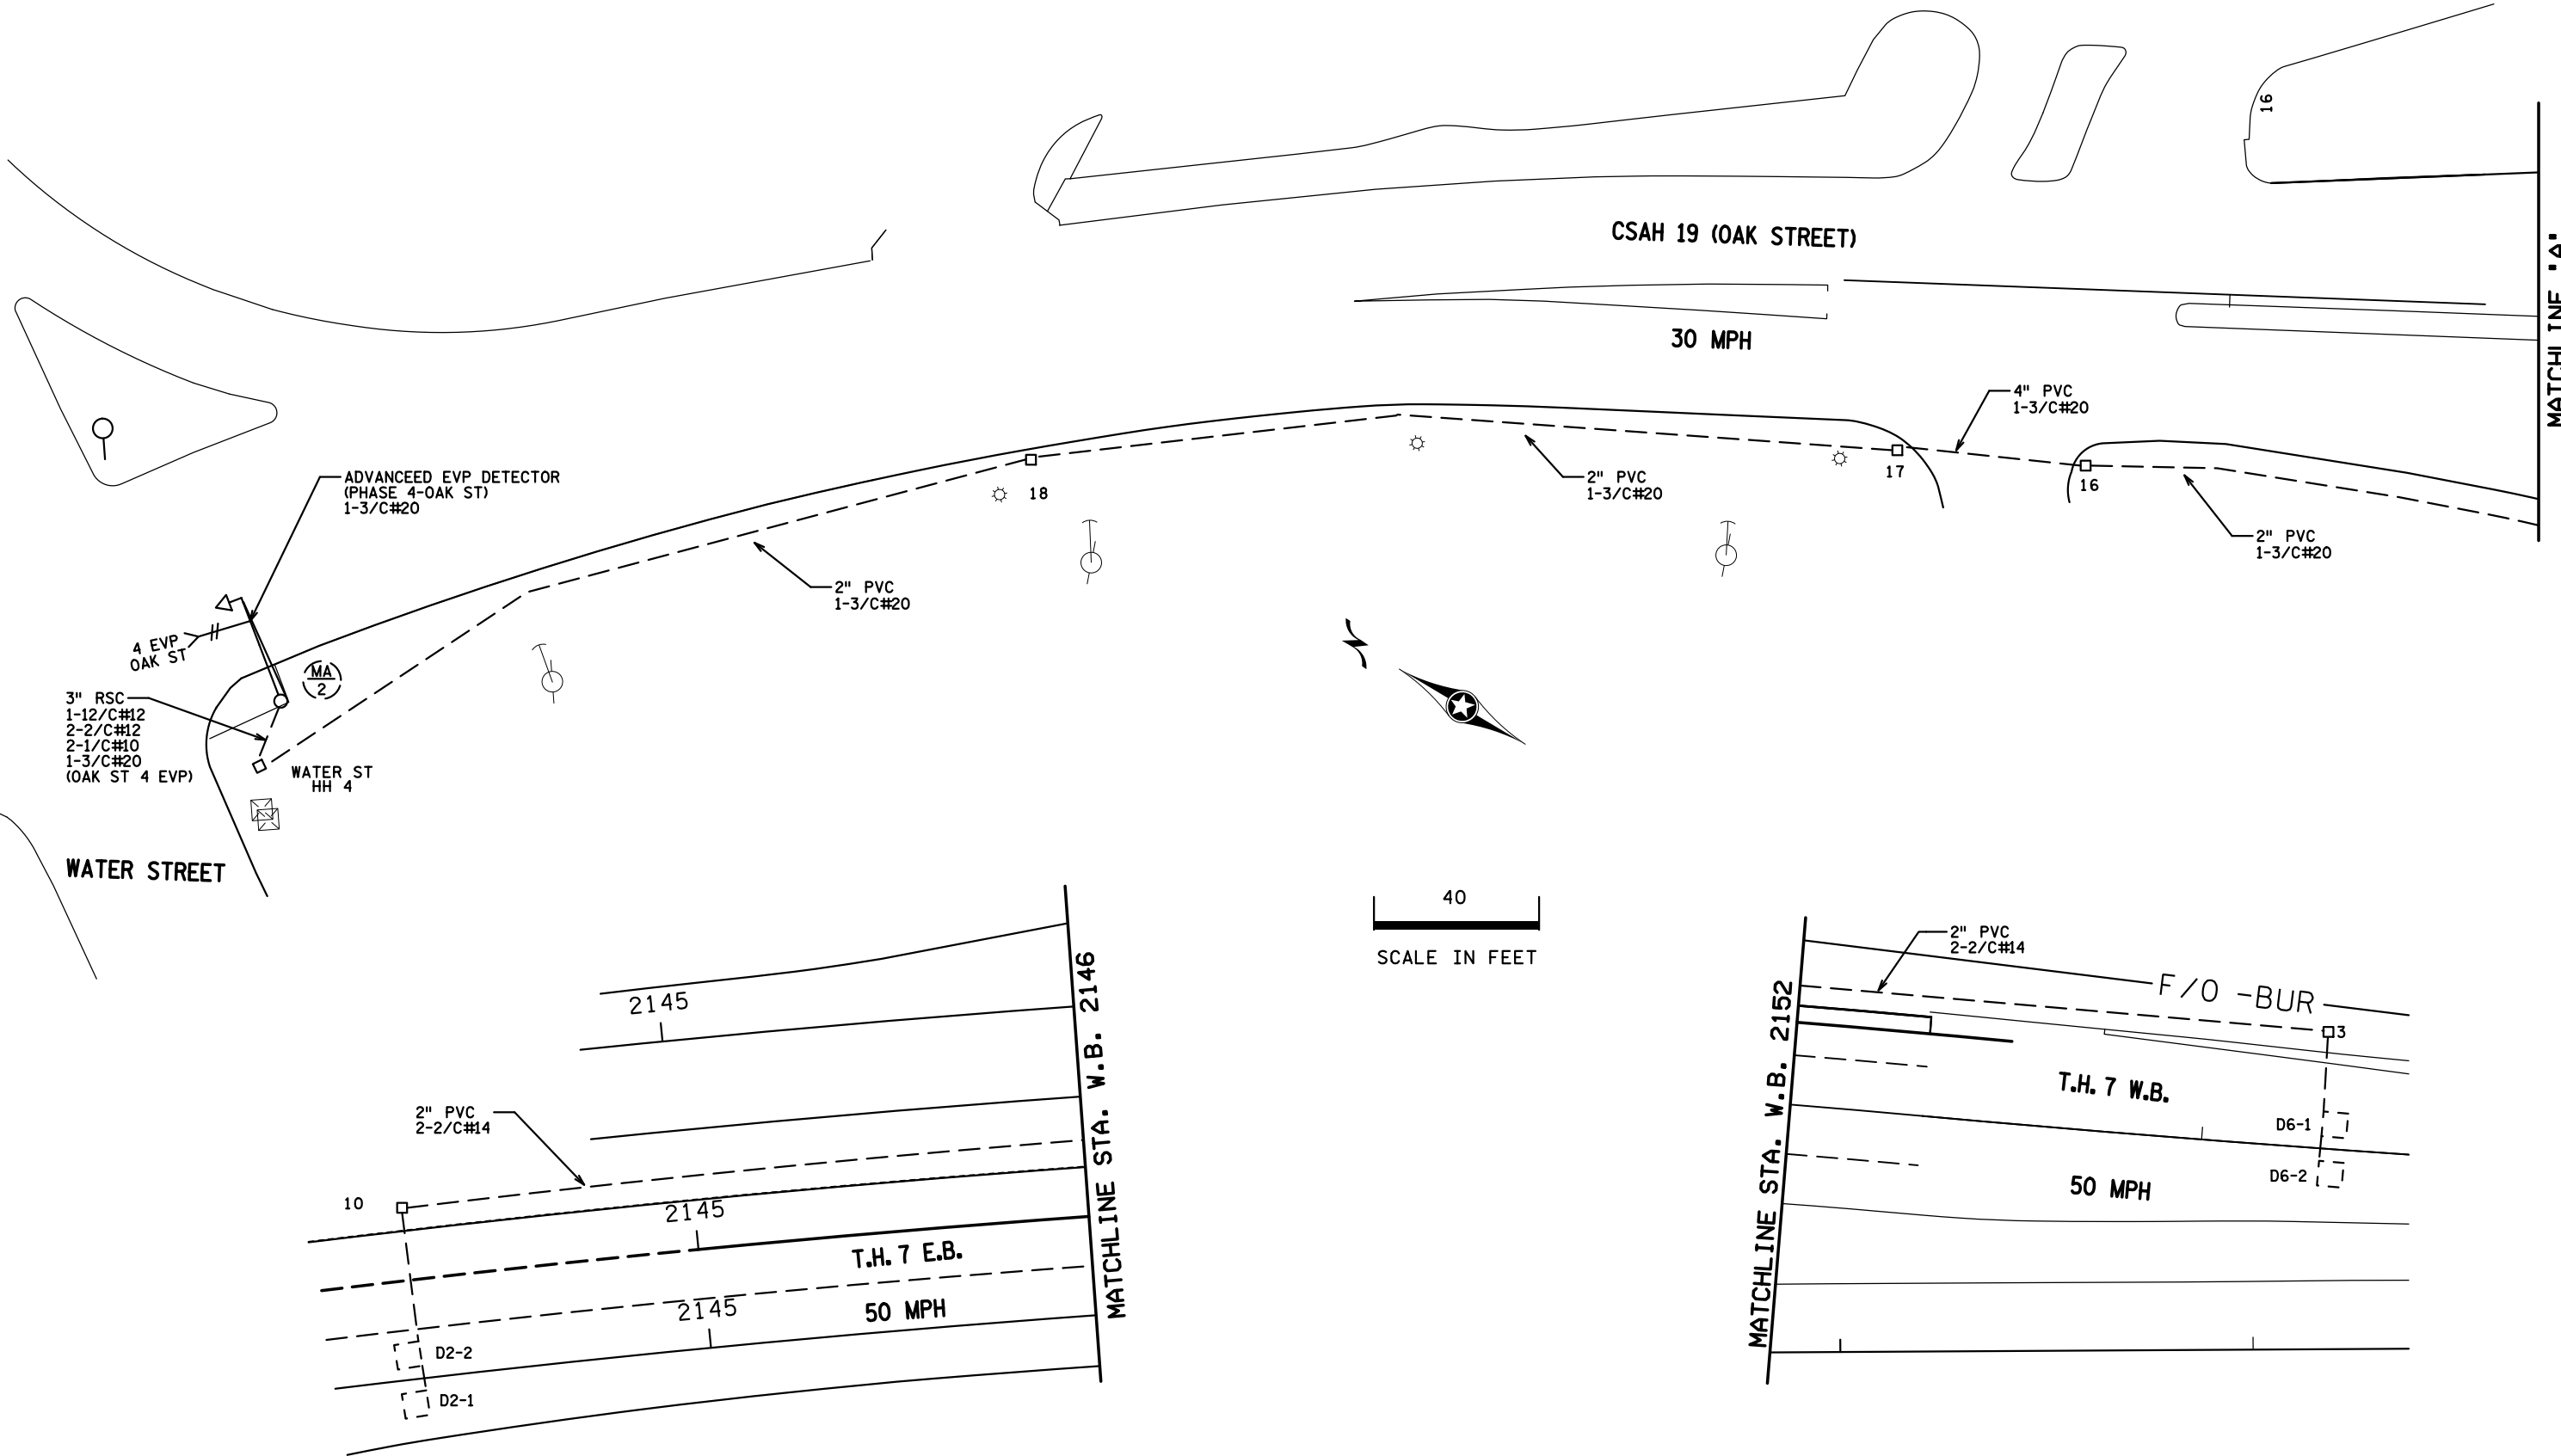 16
CSAH 19 (OAK STREET)
30 MPH
MATCHLINE "A"
4" PVC
1-3/C#20
ADVANCEED EVP DETECTOR
(PHASE 4-OAK ST)
1-3/C#20
18
2" PVC
1-3/C#20
17
16
2" PVC
1-3/C#20
2" PVC
1-3/C#20
4 EVP
OAK ST
MA
2
3" RSC
1-12/C#12
2-2/C#12
2-1/C#10
1-3/C#20
(OAK ST 4 EVP)
WATER ST
HH 4
WATER STREET
40
SCALE IN FEET
2145
MATCHLINE STA. W.B. 2146
2" PVC
2-2/C#14
10
2145
T.H. 7 E.B.
2145
50 MPH
D2-2
D2-1
MATCHLINE STA. W.B. 2152
2" PVC
2-2/C#14
F/O -BUR
3
T.H. 7 W.B.
D6-1
D6-2
50 MPH